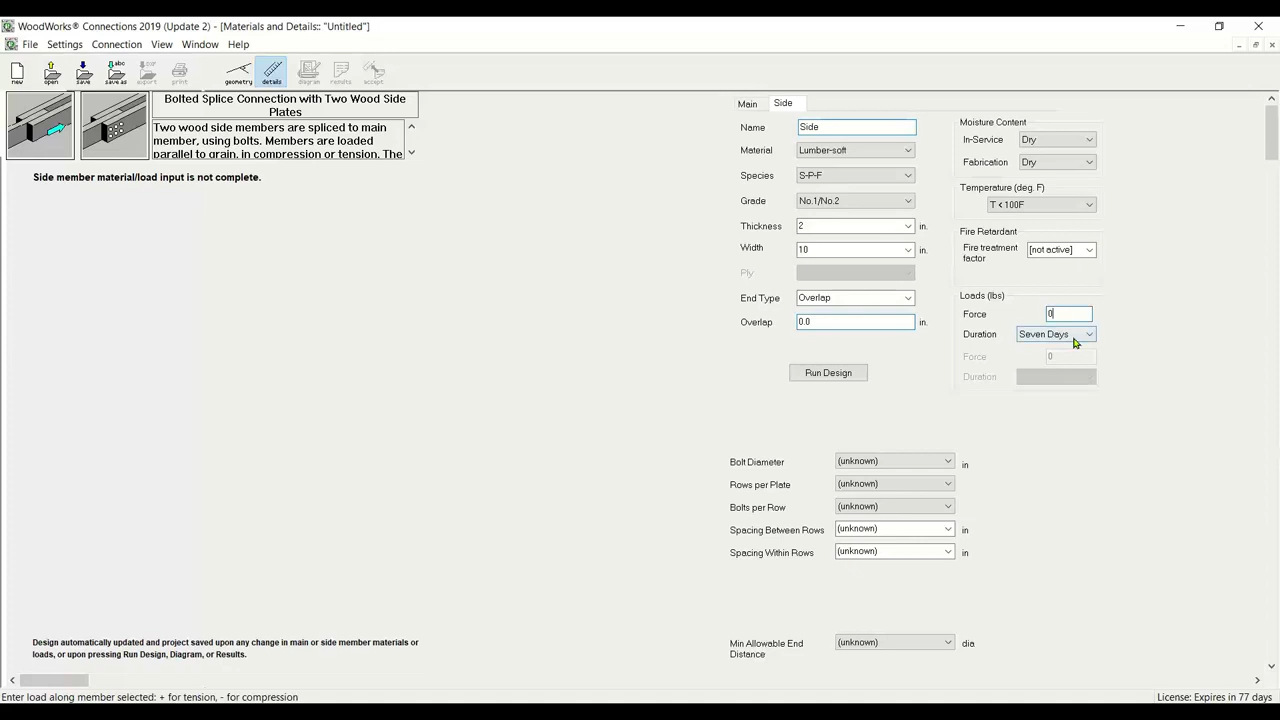 WoodWorks® Connections 2019 (Update 2) - [Materials and Details:: "Untitled"]
File Settings Connection View Window Help
new open save save as export print geometry details diagram results accept
Bolted Splice Connection with Two Wood Side
Plates
Two wood side members are spliced to main
member, using bolts. Members are loaded
parallel to grain, in compression or tension. The
Side member material/load input is not complete.
Main Side
Name Side
Material Lumber-soft
Species S-P-F
Grade No.1/No.2
Thickness 2 in.
Width 10 in.
Ply
End Type Overlap
Overlap 0.0 in.
Run Design
Moisture Content
In-Service Dry
Fabrication Dry
Temperature (deg. F)
T < 100F
Fire Retardant
Fire treatment factor [not active]
Loads (lbs)
Force 0
Duration Seven Days
Force 0
Duration
Bolt Diameter (unknown) in
Rows per Plate (unknown)
Bolts per Row (unknown)
Spacing Between Rows (unknown) in
Spacing Within Rows (unknown) in
Min Allowable End Distance (unknown) dia
Design automatically updated and project saved upon any change in main or side member materials or
loads, or upon pressing Run Design, Diagram, or Results.
Enter load along member selected: + for tension, - for compression
License: Expires in 77 days